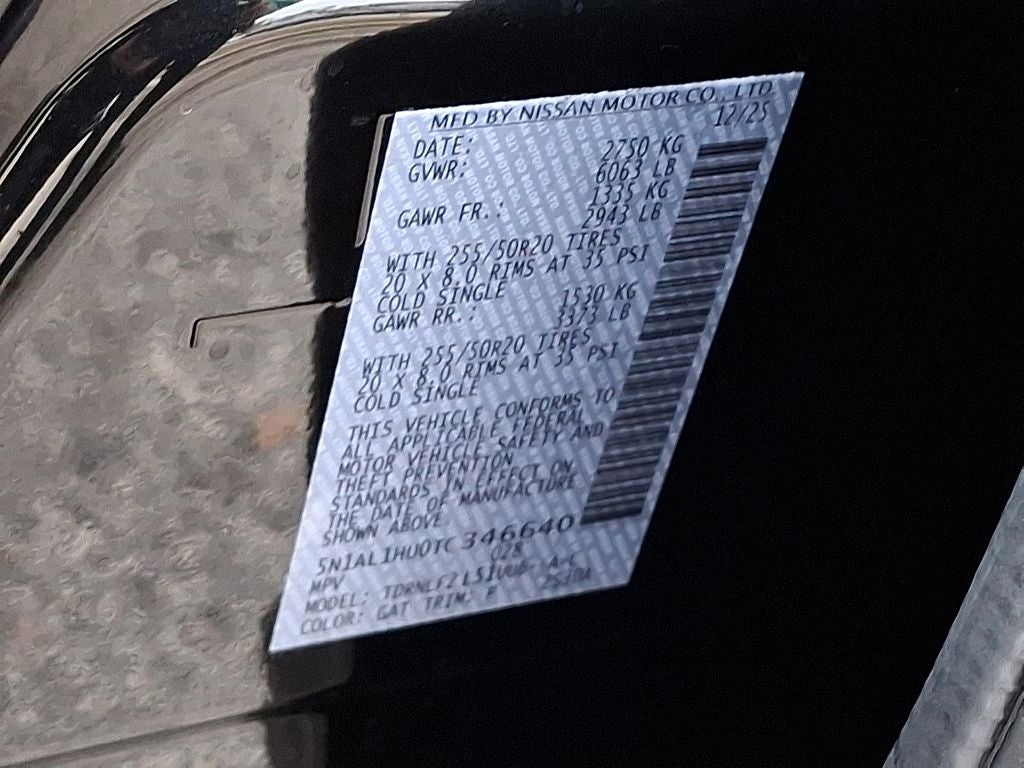 MFD BY NISSAN MOTOR CO., LTD
DATE: 12/25
GVWR: 2750 KG
6063 LB
GAWR FR.: 1335 KG
2943 LB
WITH 255/50R20 TIRES
20 X 8.0 RIMS AT 35 PSI
COLD SINGLE
GAWR RR.: 1530 KG
3373 LB
WITH 255/50R20 TIRES
20 X 8.0 RIMS AT 35 PSI
COLD SINGLE
THIS VEHICLE CONFORMS TO
ALL APPLICABLE FEDERAL
MOTOR VEHICLE SAFETY AND
THEFT PREVENTION
STANDARDS IN EFFECT ON
THE DATE OF MANUFACTURE
SHOWN ABOVE.
5N1AL1HU0TC346640
MPV 028
MODEL: A-C
COLOR: GAT TRIM: F